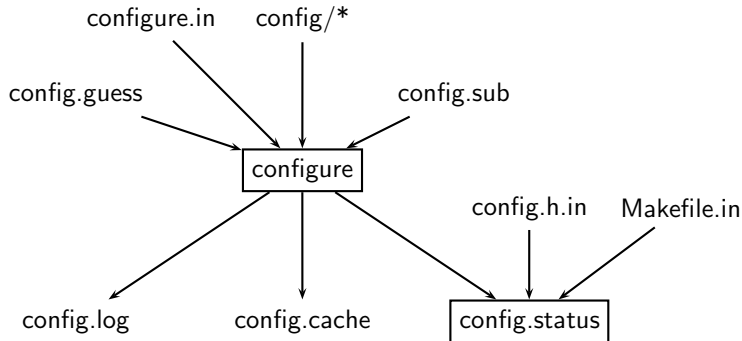 configure.in
config/*
config.guess
config.sub
configure
config.h.in
Makefile.in
config.log
config.cache
config.status